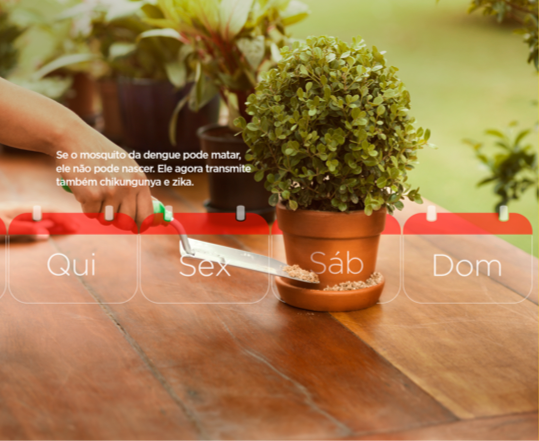 Se o mosquito da dengue pode matar,
ele não pode nascer. Ele agora transmite
também chikungunya e zika.
Qui Sex Sáb Dom